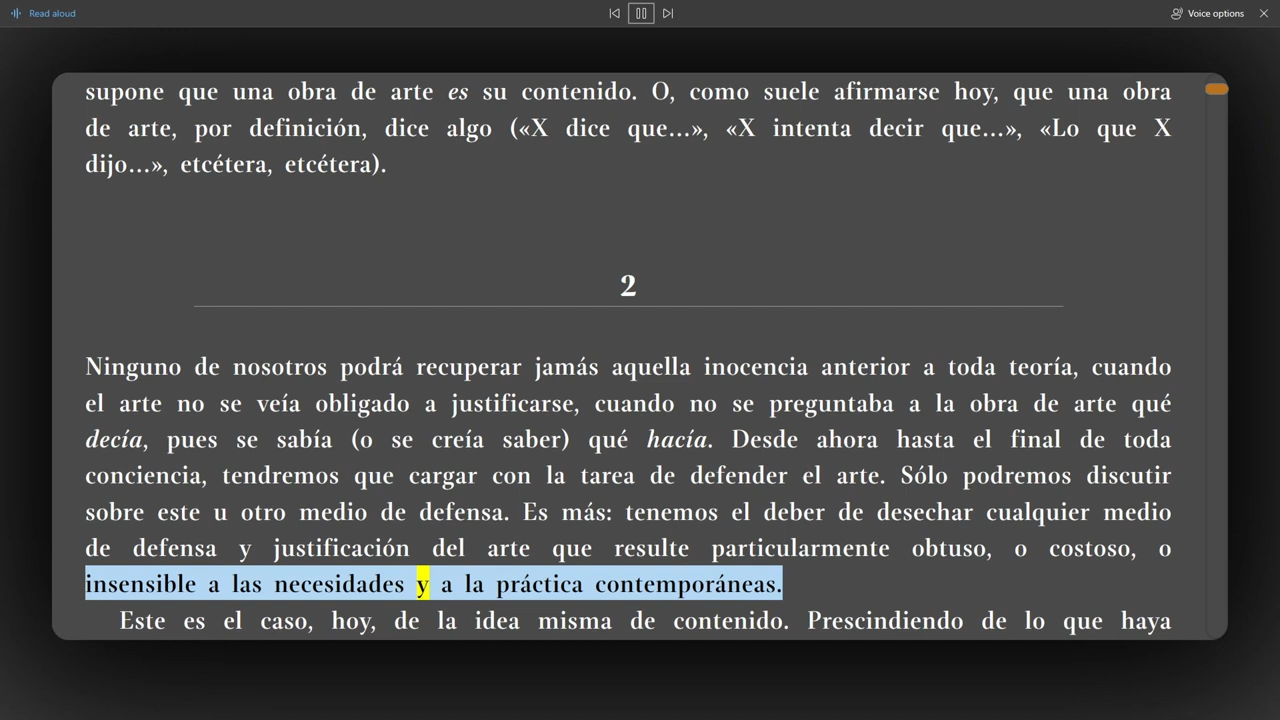 Read aloud
Voice options
supone que una obra de arte es su contenido. O, como suele afirmarse hoy, que una obra
de arte, por definición, dice algo («X dice que...», «X intenta decir que...», «Lo que X
dijo...», etcétera, etcétera).
2
Ninguno de nosotros podrá recuperar jamás aquella inocencia anterior a toda teoría, cuando
el arte no se veía obligado a justificarse, cuando no se preguntaba a la obra de arte qué
decía, pues se sabía (o se creía saber) qué hacía. Desde ahora hasta el final de toda
conciencia, tendremos que cargar con la tarea de defender el arte. Sólo podremos discutir
sobre este u otro medio de defensa. Es más: tenemos el deber de desechar cualquier medio
de defensa y justificación del arte que resulte particularmente obtuso, o costoso, o
insensible a las necesidades y a la práctica contemporáneas.
Este es el caso, hoy, de la idea misma de contenido. Prescindiendo de lo que haya